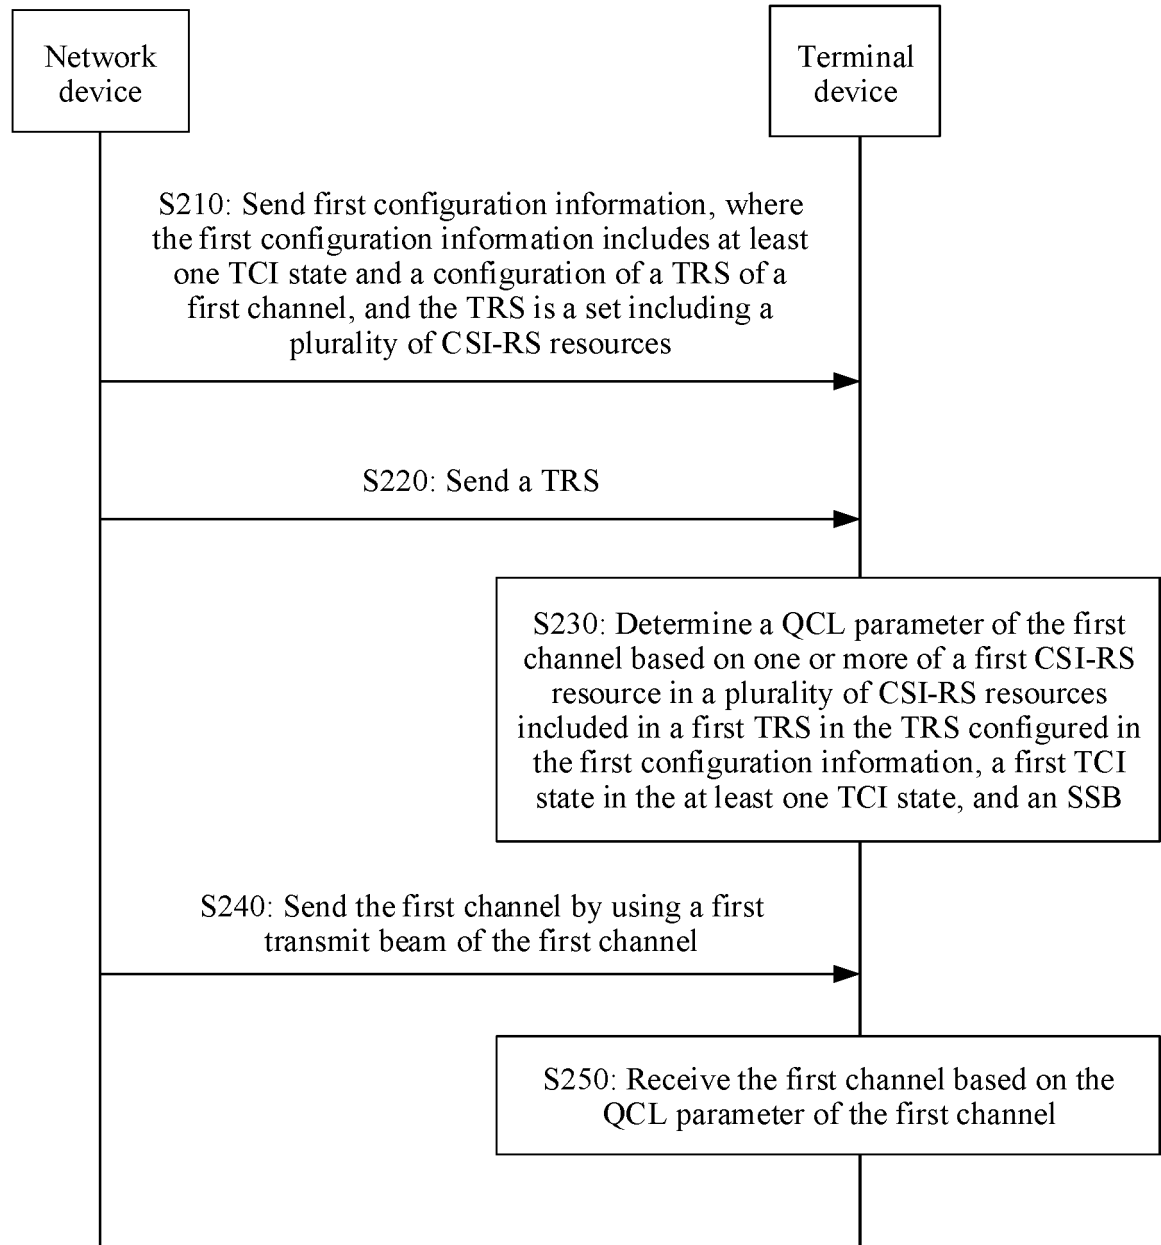 Network
device
Terminal
device
S210: Send first configuration information, where
the first configuration information includes at least
one TCI state and a configuration of a TRS of a
first channel, and the TRS is a set including a
plurality of CSI-RS resources
S220: Send a TRS
S230: Determine a QCL parameter of the first
channel based on one or more of a first CSI-RS
resource in a plurality of CSI-RS resources
included in a first TRS in the TRS configured in
the first configuration information, a first TCI
state in the at least one TCI state, and an SSB
S240: Send the first channel by using a first
transmit beam of the first channel
S250: Receive the first channel based on the
QCL parameter of the first channel